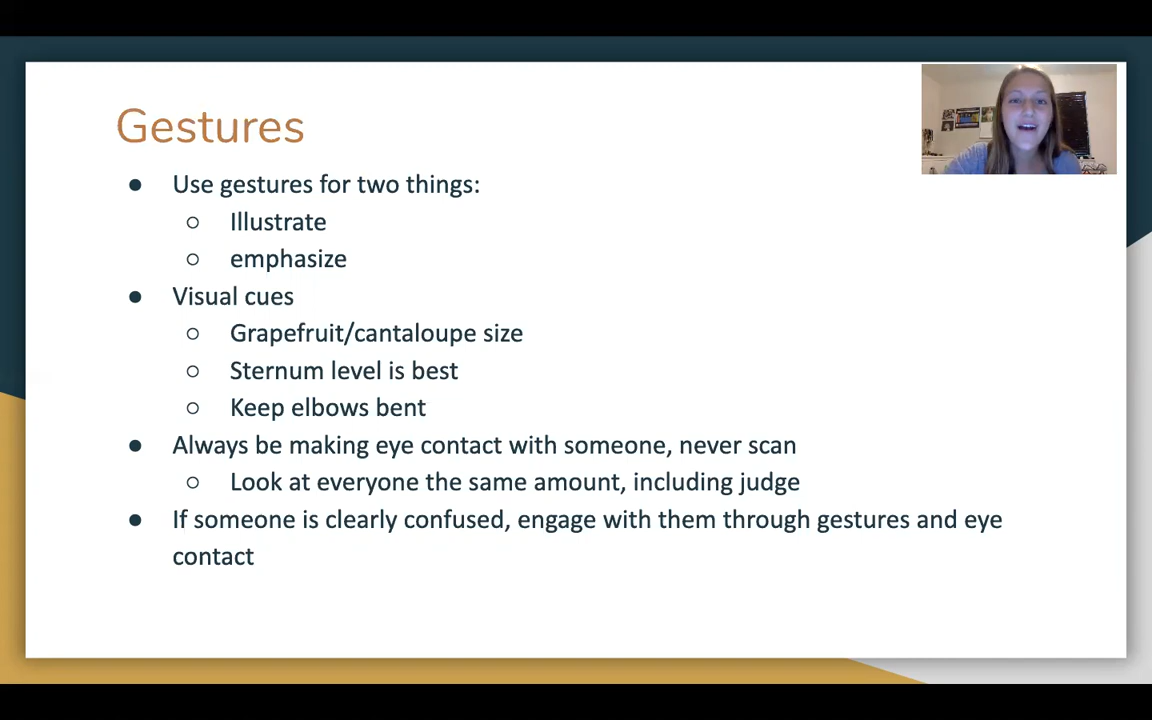 Gestures
● Use gestures for two things:
○ Illustrate
○ emphasize
● Visual cues
○ Grapefruit/cantaloupe size
○ Sternum level is best
○ Keep elbows bent
● Always be making eye contact with someone, never scan
○ Look at everyone the same amount, including judge
● If someone is clearly confused, engage with them through gestures and eye
contact